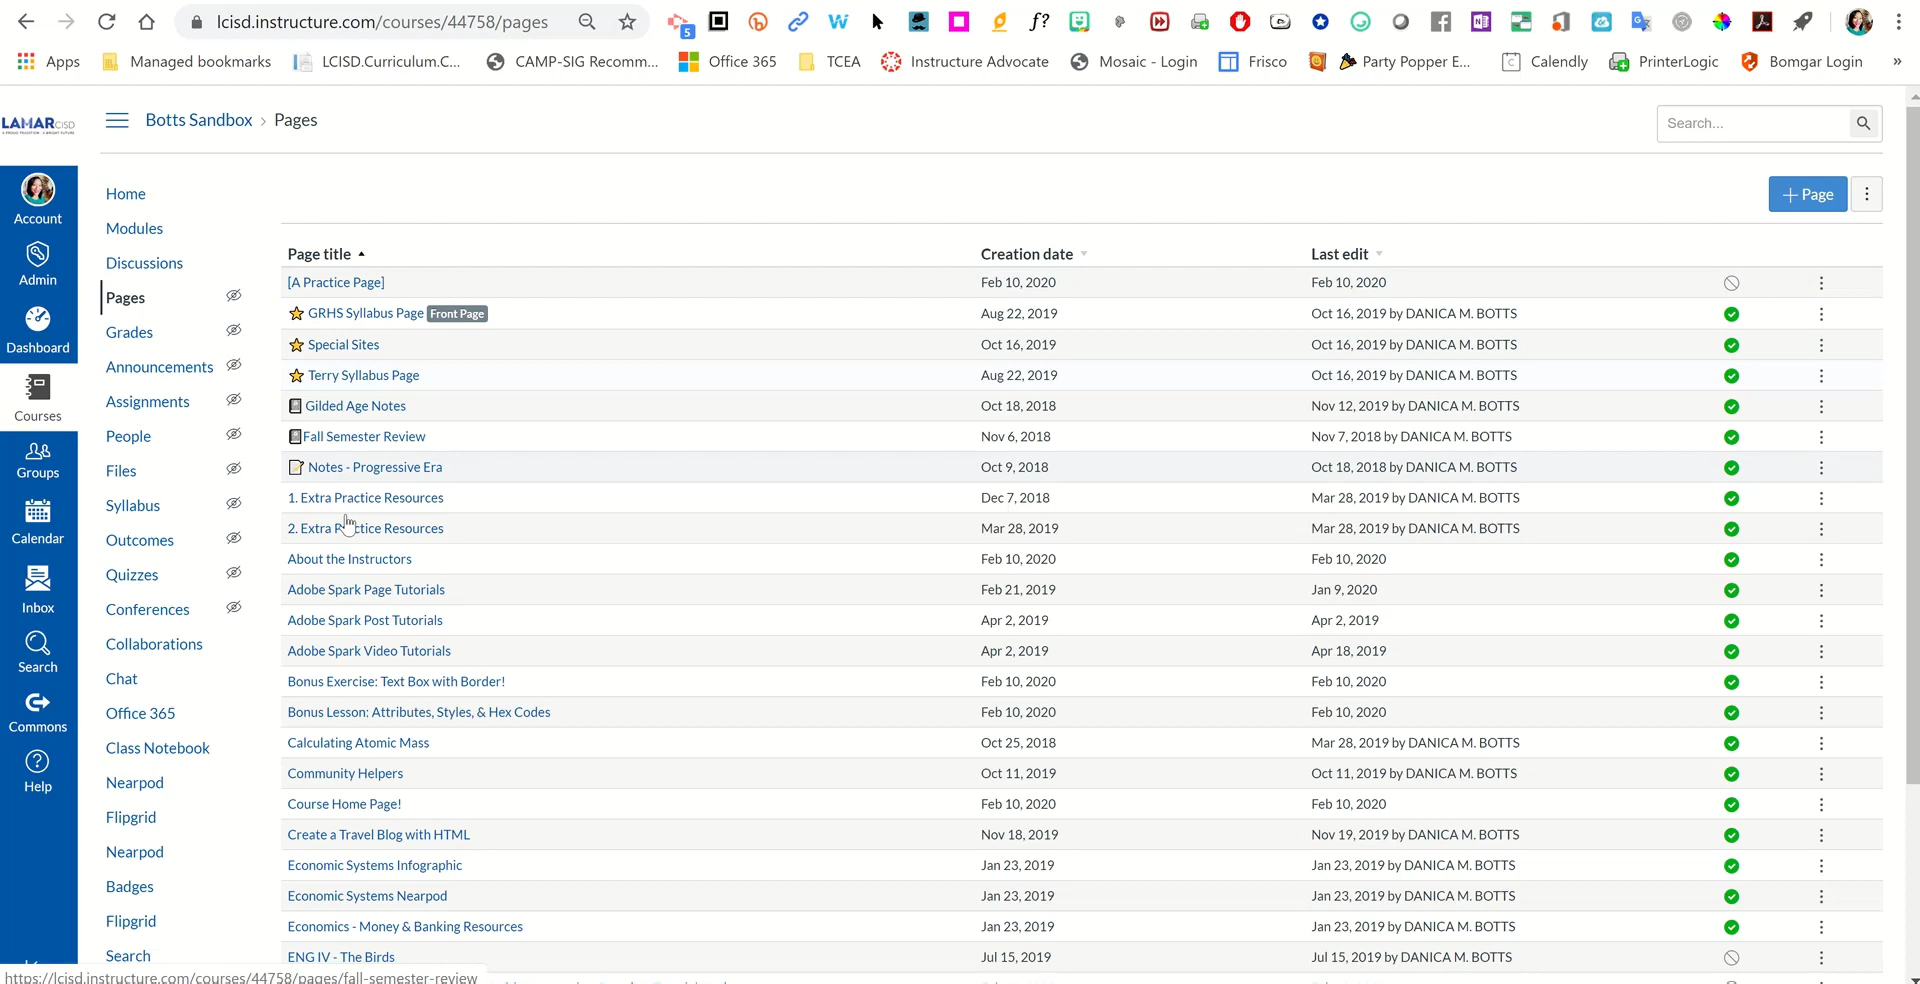 lcisd.instructure.com/courses/44758/pages
5
f?
Apps
Managed bookmarks
LCISD.Curriculum.C...
CAMP-SIG Recomm...
Office 365
TCEA
Instructure Advocate
Mosaic - Login
Frisco
Party Popper E...
Calendly
PrinterLogic
Bomgar Login
»
LAMARCISD
Botts Sandbox › Pages
Search...
Account
Admin
Dashboard
Courses
Groups
Calendar
Inbox
Search
Commons
Help
Home
Modules
Discussions
Pages
Grades
Announcements
Assignments
People
Files
Syllabus
Outcomes
Quizzes
Conferences
Collaborations
Chat
Office 365
Class Notebook
Nearpod
Flipgrid
Nearpod
Badges
Flipgrid
Search
+ Page
Page title Creation date Last edit
[A Practice Page] Feb 10, 2020 Feb 10, 2020
GRHS Syllabus Page Front Page Aug 22, 2019 Oct 16, 2019 by DANICA M. BOTTS
Special Sites Oct 16, 2019 Oct 16, 2019 by DANICA M. BOTTS
Terry Syllabus Page Aug 22, 2019 Oct 16, 2019 by DANICA M. BOTTS
Gilded Age Notes Oct 18, 2018 Nov 12, 2019 by DANICA M. BOTTS
Fall Semester Review Nov 6, 2018 Nov 7, 2018 by DANICA M. BOTTS
Notes - Progressive Era Oct 9, 2018 Oct 18, 2018 by DANICA M. BOTTS
1. Extra Practice Resources Dec 7, 2018 Mar 28, 2019 by DANICA M. BOTTS
2. Extra Practice Resources Mar 28, 2019 Mar 28, 2019 by DANICA M. BOTTS
About the Instructors Feb 10, 2020 Feb 10, 2020
Adobe Spark Page Tutorials Feb 21, 2019 Jan 9, 2020
Adobe Spark Post Tutorials Apr 2, 2019 Apr 2, 2019
Adobe Spark Video Tutorials Apr 2, 2019 Apr 18, 2019
Bonus Exercise: Text Box with Border! Feb 10, 2020 Feb 10, 2020
Bonus Lesson: Attributes, Styles, & Hex Codes Feb 10, 2020 Feb 10, 2020
Calculating Atomic Mass Oct 25, 2018 Mar 28, 2019 by DANICA M. BOTTS
Community Helpers Oct 11, 2019 Oct 11, 2019 by DANICA M. BOTTS
Course Home Page! Feb 10, 2020 Feb 10, 2020
Create a Travel Blog with HTML Nov 18, 2019 Nov 19, 2019 by DANICA M. BOTTS
Economic Systems Infographic Jan 23, 2019 Jan 23, 2019 by DANICA M. BOTTS
Economic Systems Nearpod Jan 23, 2019 Jan 23, 2019 by DANICA M. BOTTS
Economics - Money & Banking Resources Jan 23, 2019 Jan 23, 2019 by DANICA M. BOTTS
ENG IV - The Birds Jul 15, 2019 Jul 15, 2019 by DANICA M. BOTTS
https://lcisd.instructure.com/courses/44758/pages/fall-semester-review